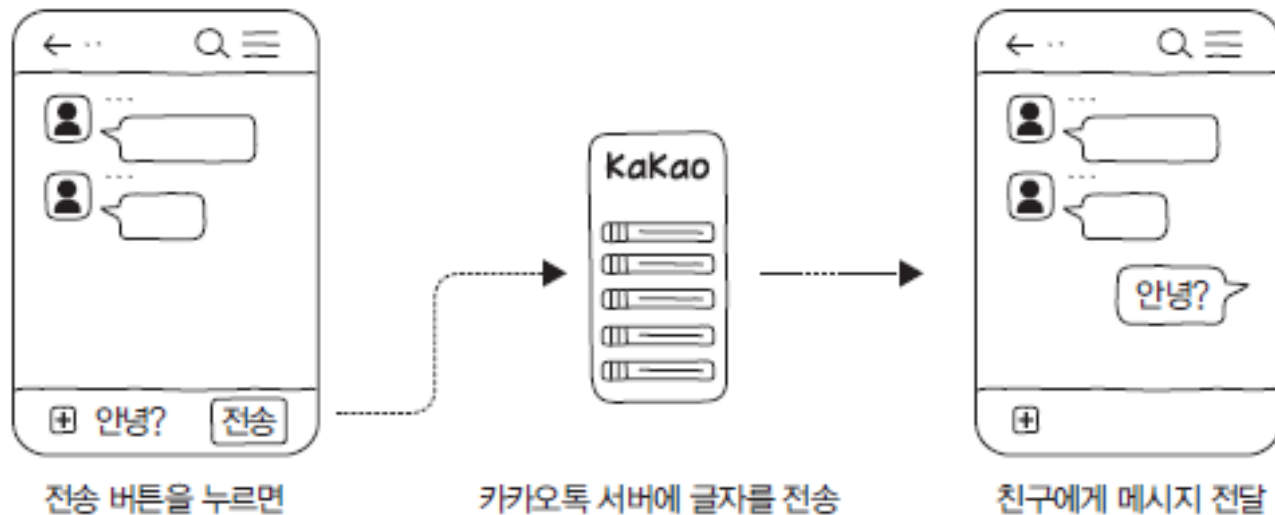 KaKao
안녕?
안녕?
전송
전송 버튼을 누르면
카카오톡 서버에 글자를 전송
친구에게 메시지 전달